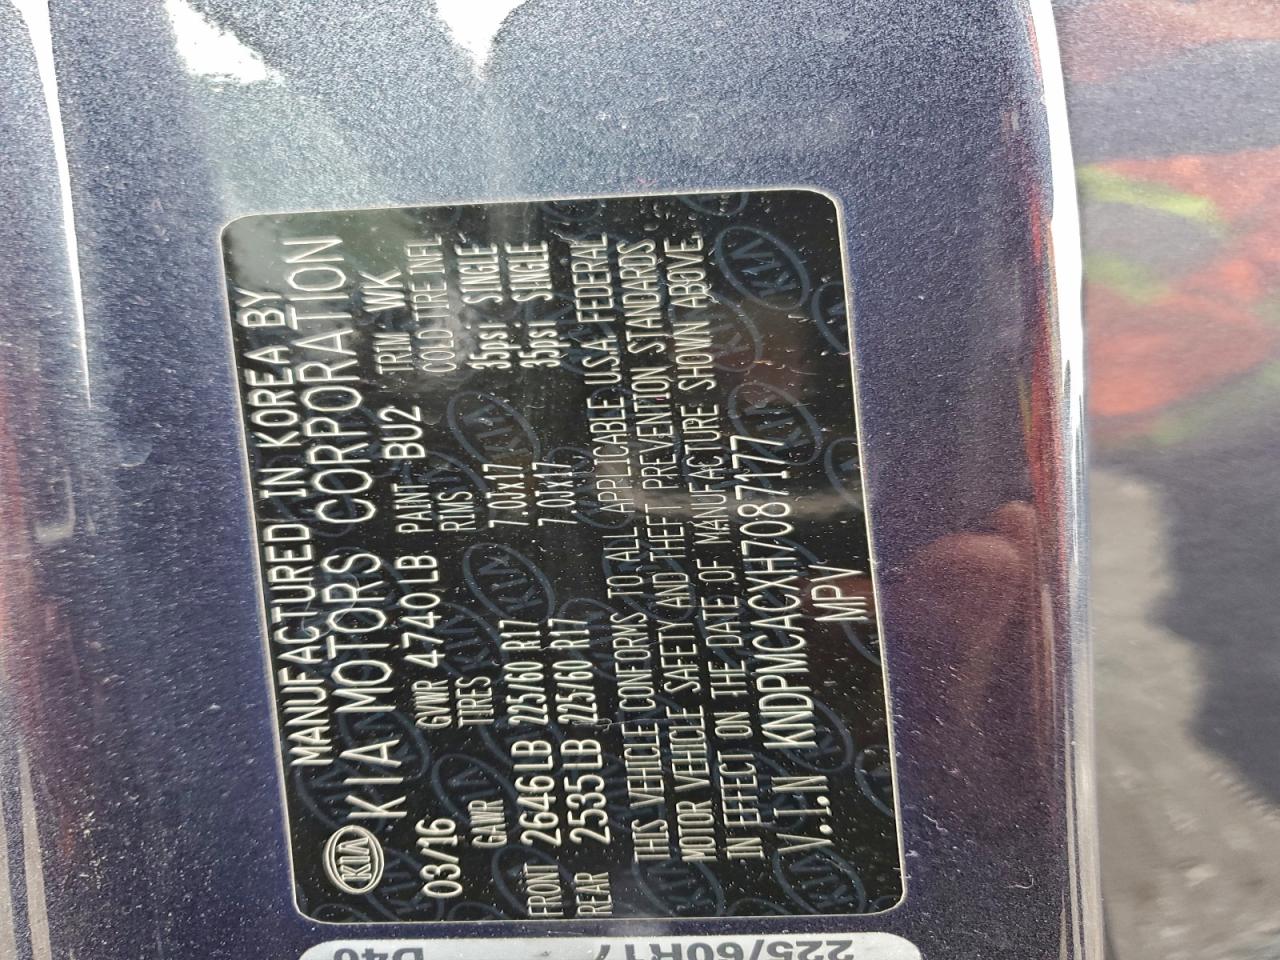 MANUFACTURED IN KOREA BY
KIA KIA MOTORS CORPORATION
03/16 GVWR 4740LB PAINT BU2 TRIM WK
GAWR TIRES RIMS COLD TIRE INFL
FRONT 2646LB 225/60 R17 7.0Jx17 35psi SINGLE
REAR 2535LB 225/60 R17 7.0Jx17 35psi SINGLE
THIS VEHICLE CONFORMS TO ALL APPLICABLE U.S.A. FEDERAL
MOTOR VEHICLE SAFETY AND THEFT PREVENTION STANDARDS
IN EFFECT ON THE DATE OF MANUFACTURE SHOWN ABOVE.
V.I.N KNDPMCACXH7087177
MPV
D40
225/60R17